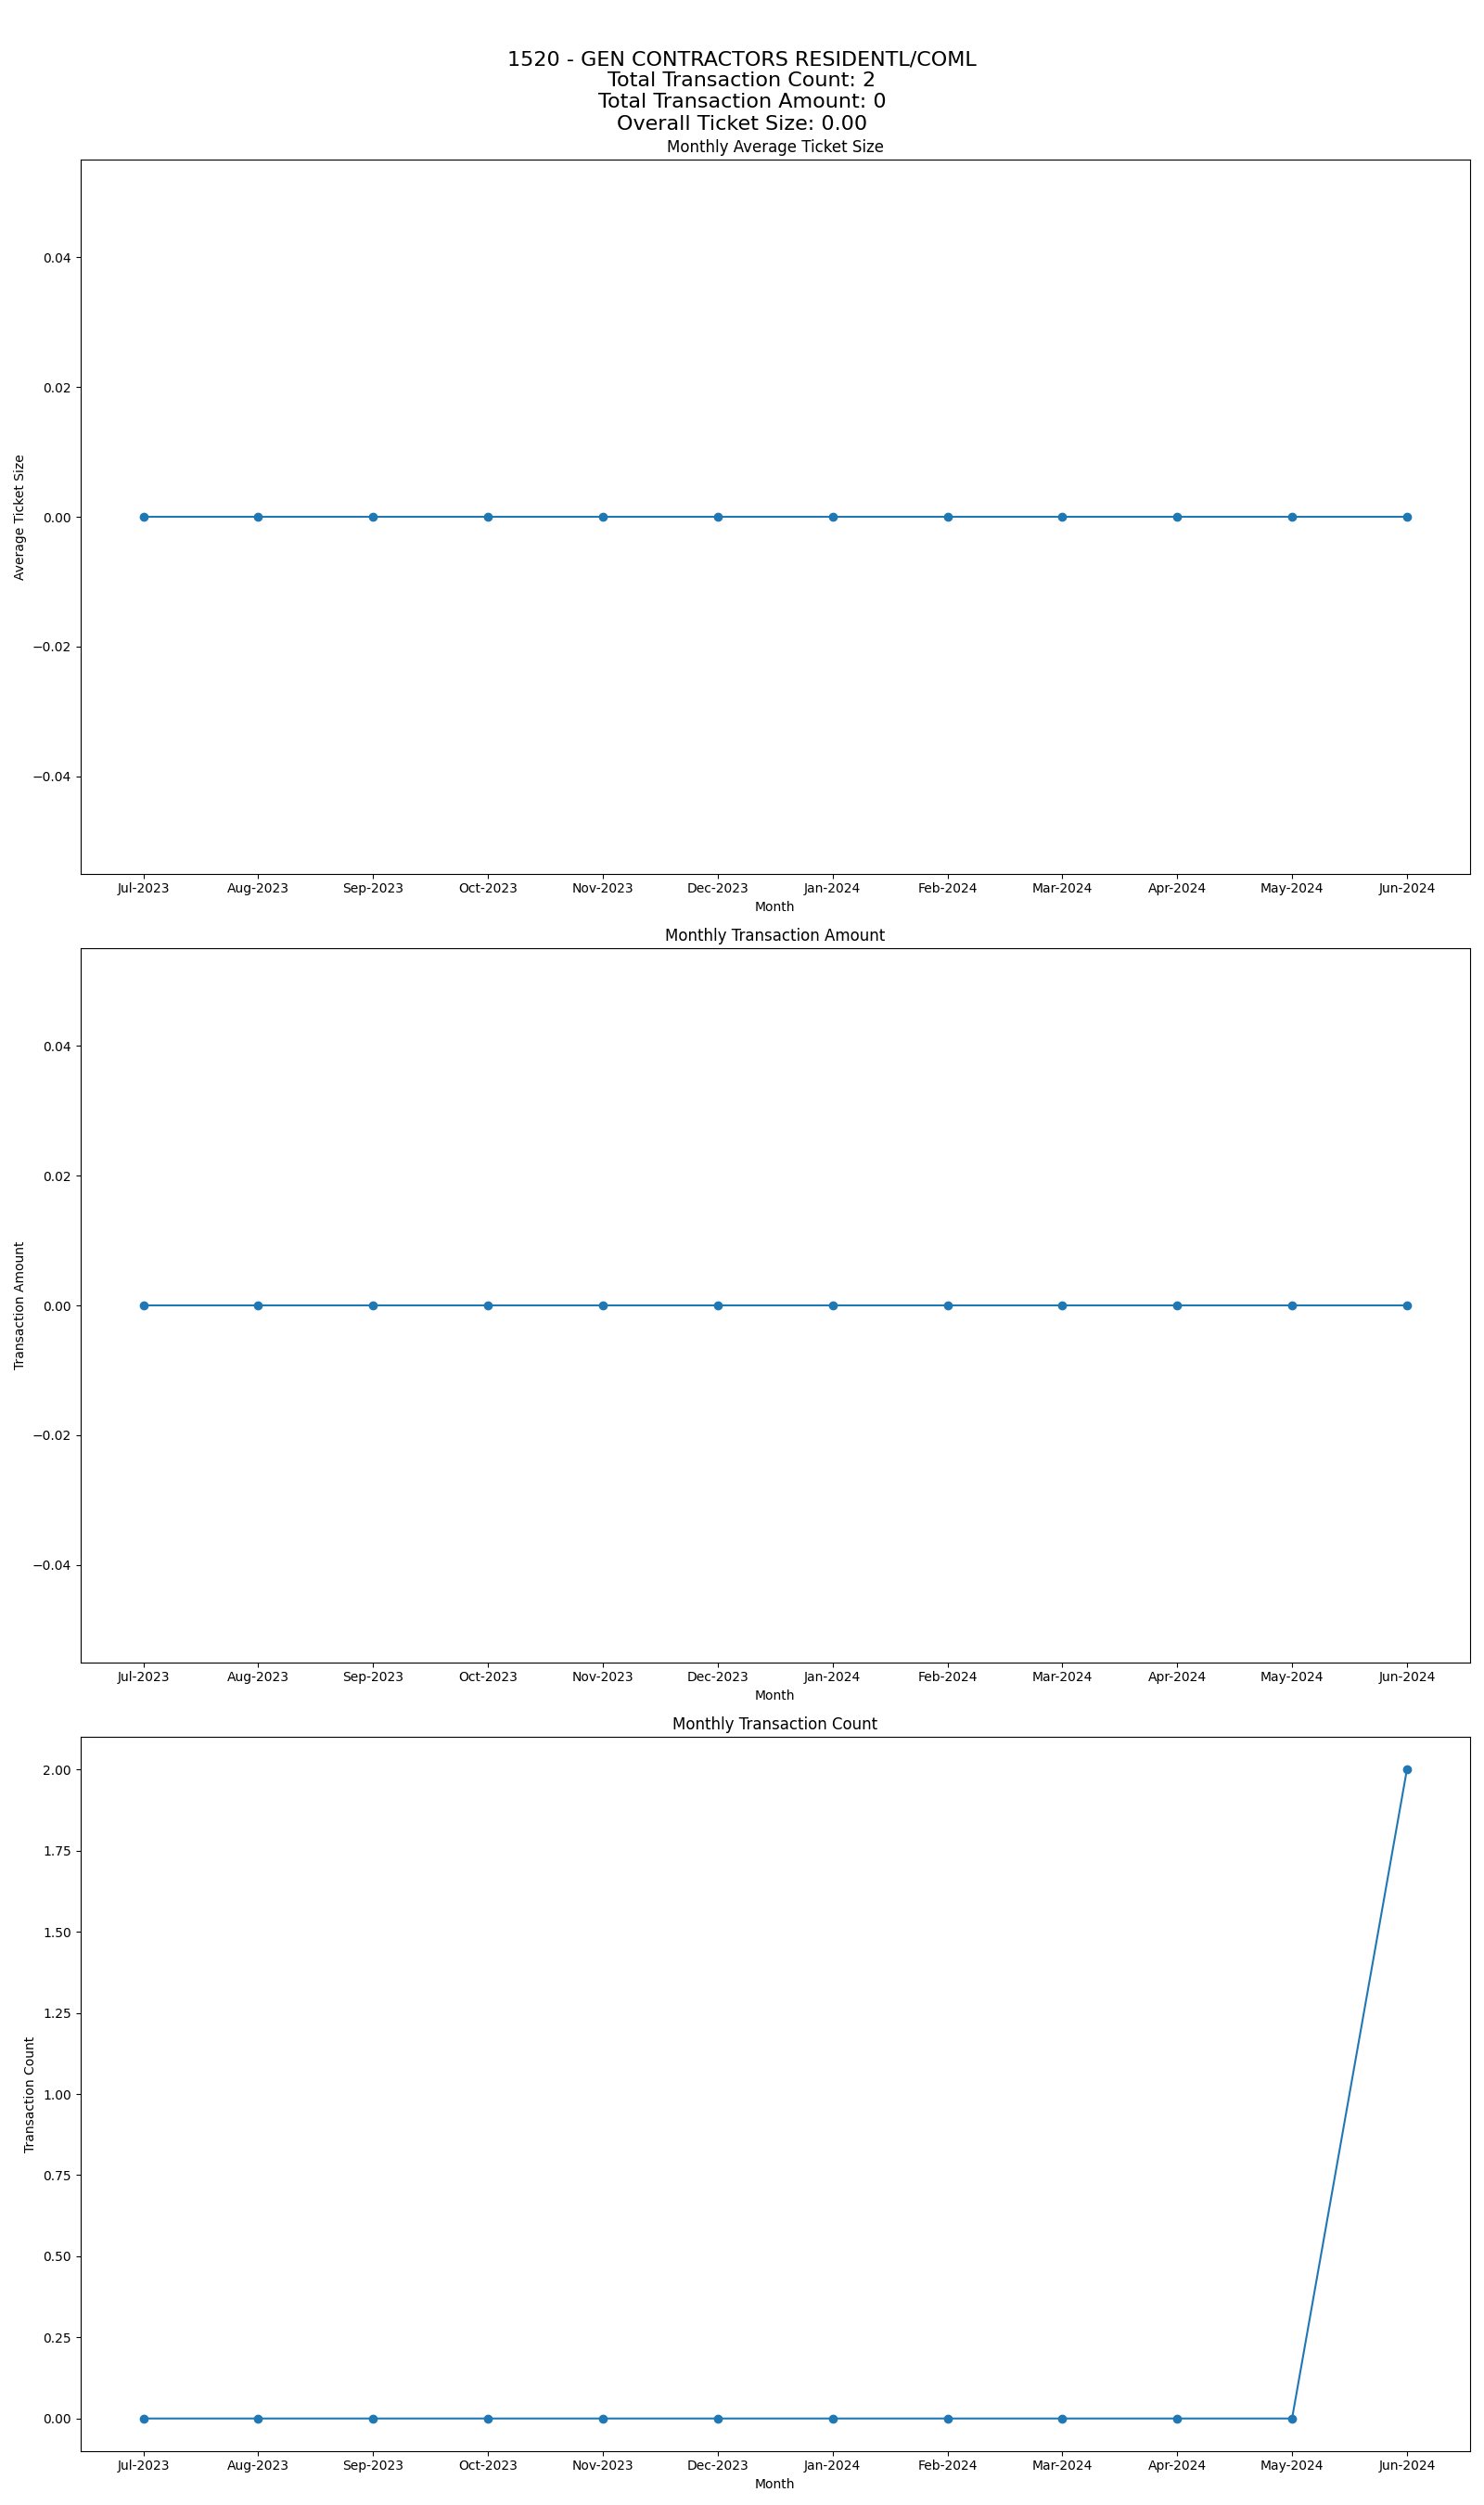 1520 - GEN CONTRACTORS RESIDENTL/COML
Total Transaction Count: 2
Total Transaction Amount: 0
Overall Ticket Size: 0.00
Monthly Average Ticket Size
Average Ticket Size
0.04
0.02
0.00
−0.02
−0.04
Jul-2023 Aug-2023 Sep-2023 Oct-2023 Nov-2023 Dec-2023 Jan-2024 Feb-2024 Mar-2024 Apr-2024 May-2024 Jun-2024
Month
Monthly Transaction Amount
Transaction Amount
0.04
0.02
0.00
−0.02
−0.04
Jul-2023 Aug-2023 Sep-2023 Oct-2023 Nov-2023 Dec-2023 Jan-2024 Feb-2024 Mar-2024 Apr-2024 May-2024 Jun-2024
Month
Monthly Transaction Count
Transaction Count
2.00
1.75
1.50
1.25
1.00
0.75
0.50
0.25
0.00
Jul-2023 Aug-2023 Sep-2023 Oct-2023 Nov-2023 Dec-2023 Jan-2024 Feb-2024 Mar-2024 Apr-2024 May-2024 Jun-2024
Month